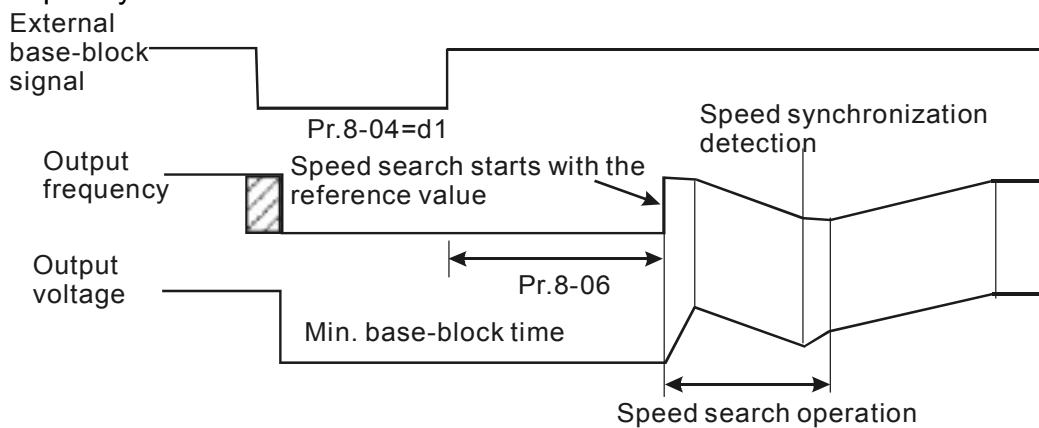 External
base-block
signal
Pr.8-04=d1
Speed synchronization
detection
Output
frequency
Speed search starts with the
reference value
Output
voltage
Pr.8-06
Min. base-block time
Speed search operation